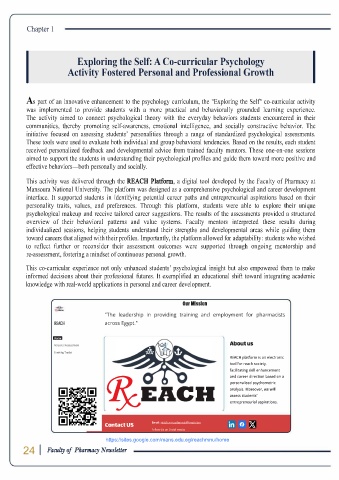 Chapter 1
Exploring the Self: A Co-curricular Psychology
Activity Fostered Personal and Professional Growth
As part of an innovative enhancement to the psychology curriculum, the "Exploring the Self" co-curricular activity
was implemented to provide students with a more practical and behaviorally grounded learning experience.
The activity aimed to connect psychological theory with the everyday behaviors students encountered in their
communities, thereby promoting self-awareness, emotional intelligence, and socially constructive behavior. The
initiative focused on assessing students' personalities through a range of standardized psychological assessments.
These tools were used to evaluate both individual and group behavioral tendencies. Based on the results, each student
received personalized feedback and developmental advice from trained faculty mentors. These one-on-one sessions
aimed to support the students in understanding their psychological profiles and guide them toward more positive and
effective behaviors—both personally and socially.
This activity was delivered through the REACH Platform, a digital tool developed by the Faculty of Pharmacy at
Mansoura National University. The platform was designed as a comprehensive psychological and career development
interface. It supported students in identifying potential career paths and entrepreneurial aspirations based on their
personality traits, values, and preferences. Through this platform, students were able to explore their unique
psychological makeup and receive tailored career suggestions. The results of the assessments provided a structured
overview of their behavioral patterns and value systems. Faculty mentors interpreted these results during
individualized sessions, helping students understand their strengths and developmental areas while guiding them
toward careers that aligned with their profiles. Importantly, the platform allowed for adaptability: students who wished
to reflect further or reconsider their assessment outcomes were supported through ongoing mentorship and
re-assessment, fostering a mindset of continuous personal growth.
This co-curricular experience not only enhanced students' psychological insight but also empowered them to make
informed decisions about their professional futures. It exemplified an educational shift toward integrating academic
knowledge with real-world applications in personal and career development.
Our Mission
"The leadership in providing training and employment for pharmacists
across Egypt."
REACH
Home
REACH
About us
REACH platform is an electronic
tool for reach society,
facilitating skill enhancement
and career direction based on a
personalized psychometric
analysis. Moreover, we will
assess students'
entrepreneurial aspirations.
Contact US
https://sites.google.com/mans.edu.eg/reachmnu/home
24 | Faculty of Pharmacy Newsletter